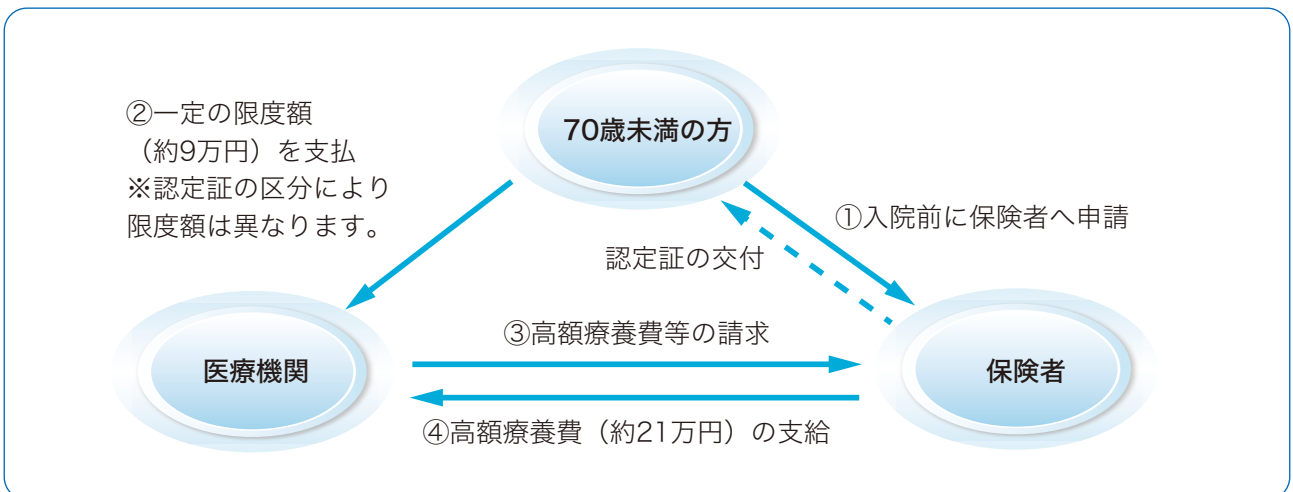 70歳未満の方
②一定の限度額
（約9万円）を支払
※認定証の区分により
限度額は異なります。
①入院前に保険者へ申請
認定証の交付
③高額療養費等の請求
医療機関
保険者
④高額療養費（約21万円）の支給